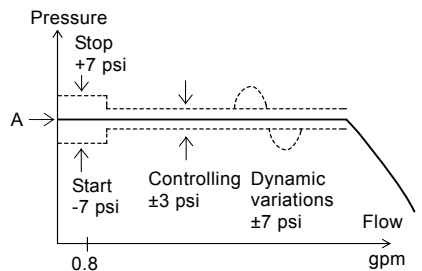 Pressure
Stop
+7 psi
A
Start
-7 psi
Controlling
±3 psi
Dynamic
variations
±7 psi
Flow
gpm
0.8